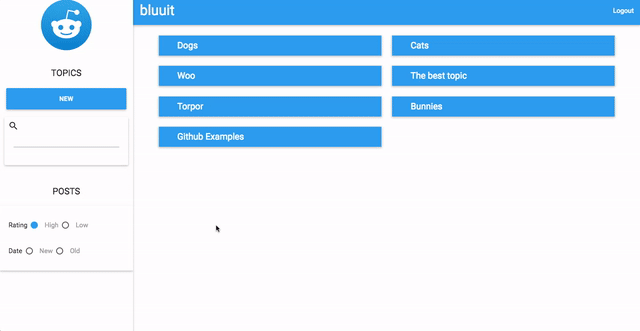 bluuit
Logout
TOPICS
NEW
POSTS
Rating High Low
Date New Old
Dogs
Cats
Woo
The best topic
Torpor
Bunnies
Github Examples